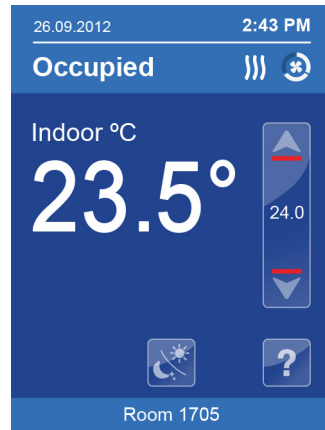 26.09.2012 2:43 PM
Occupied
Indoor ºC
23.5°
24.0
?
Room 1705